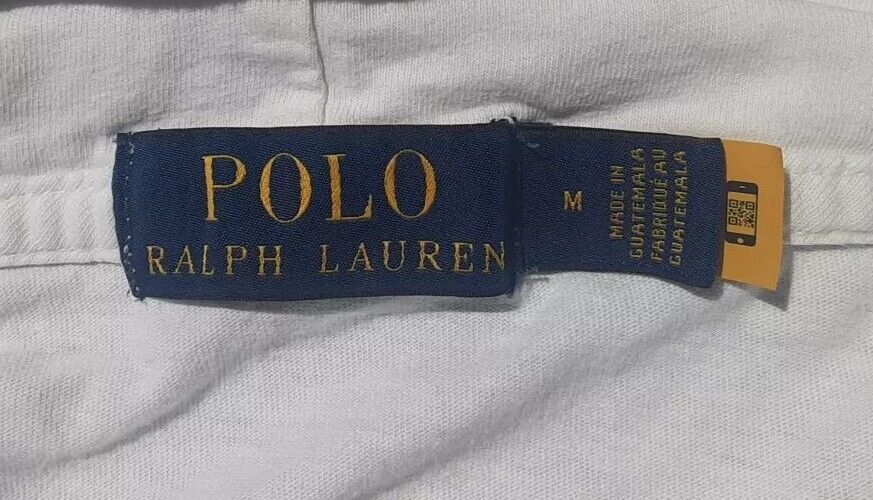 POLO
RALPH LAUREN
M
MADE IN
GUATEMALA
FABRIQUÉ AU
GUATEMALA